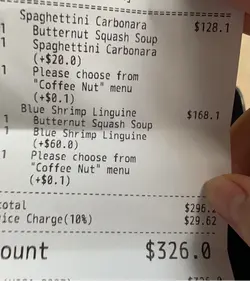 Spaghettini Carbonara $128.1
1 Butternut Squash Soup
1 Spaghettini Carbonara
(+$20.0)
1 Please choose from
"Coffee Nut" menu
(+$0.1)
Blue Shrimp Linguine $168.1
1 Butternut Squash Soup
1 Blue Shrimp Linguine
(+$60.0)
1 Please choose from
"Coffee Nut" menu
(+$0.1)
total $296.
ice Charge(10%) $29.62
ount $326.0